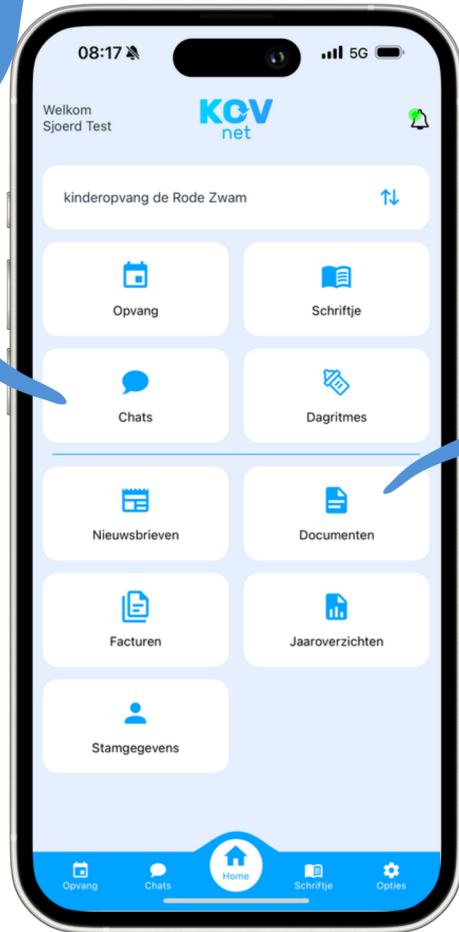 08:17
5G
Welkom
Sjoerd Test
KOV
net
kinderopvang de Rode Zwam
Opvang
Schriftje
Chats
Dagritmes
Nieuwsbrieven
Documenten
Facturen
Jaaroverzichten
Stamgegevens
Opvang
Chats
Home
Schriftje
Opties